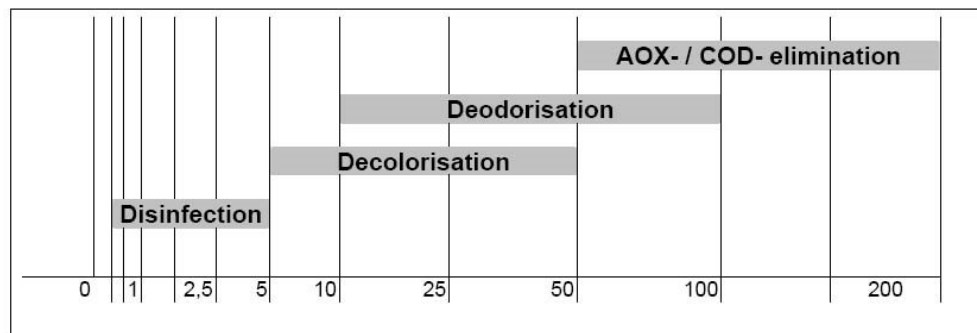 AOX- / COD- elimination
Deodorisation
Decolorisation
Disinfection
0 1 2,5 5 10 25 50 100 200